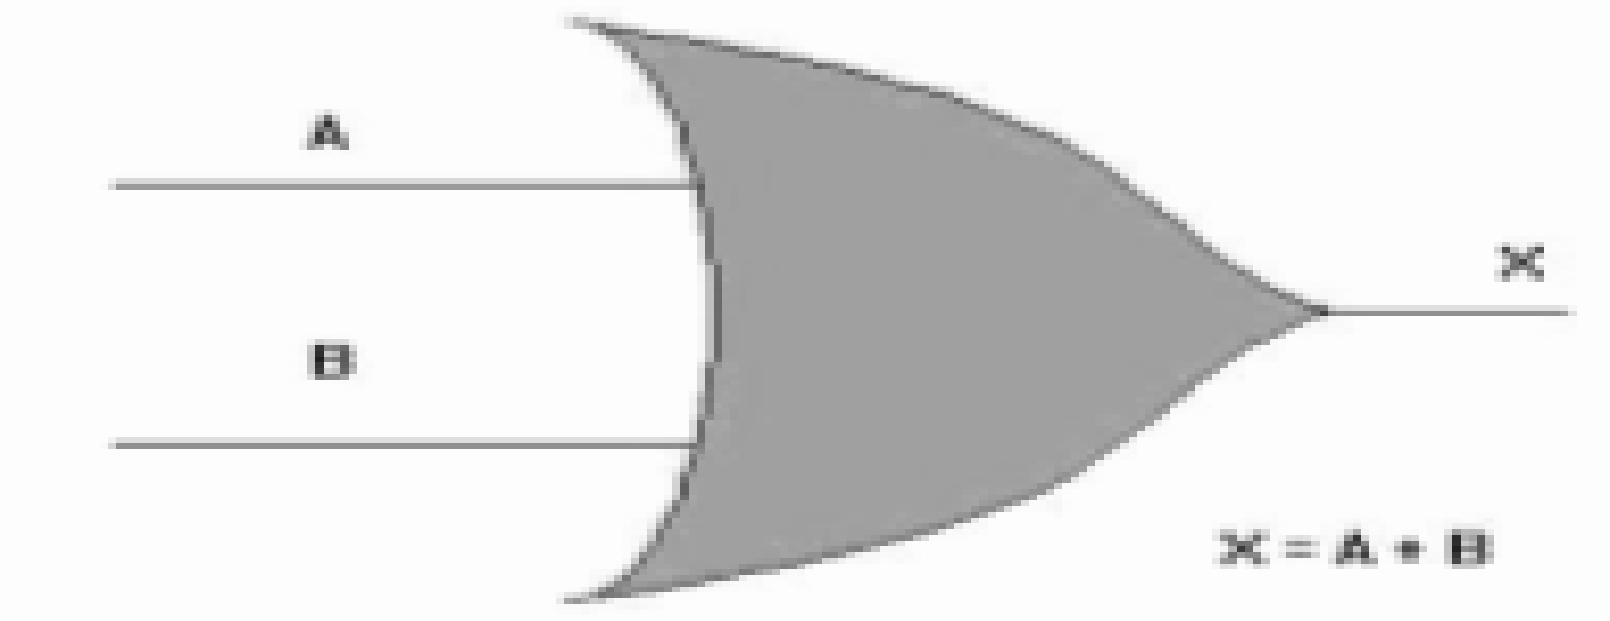 A
X
B
X = A + B